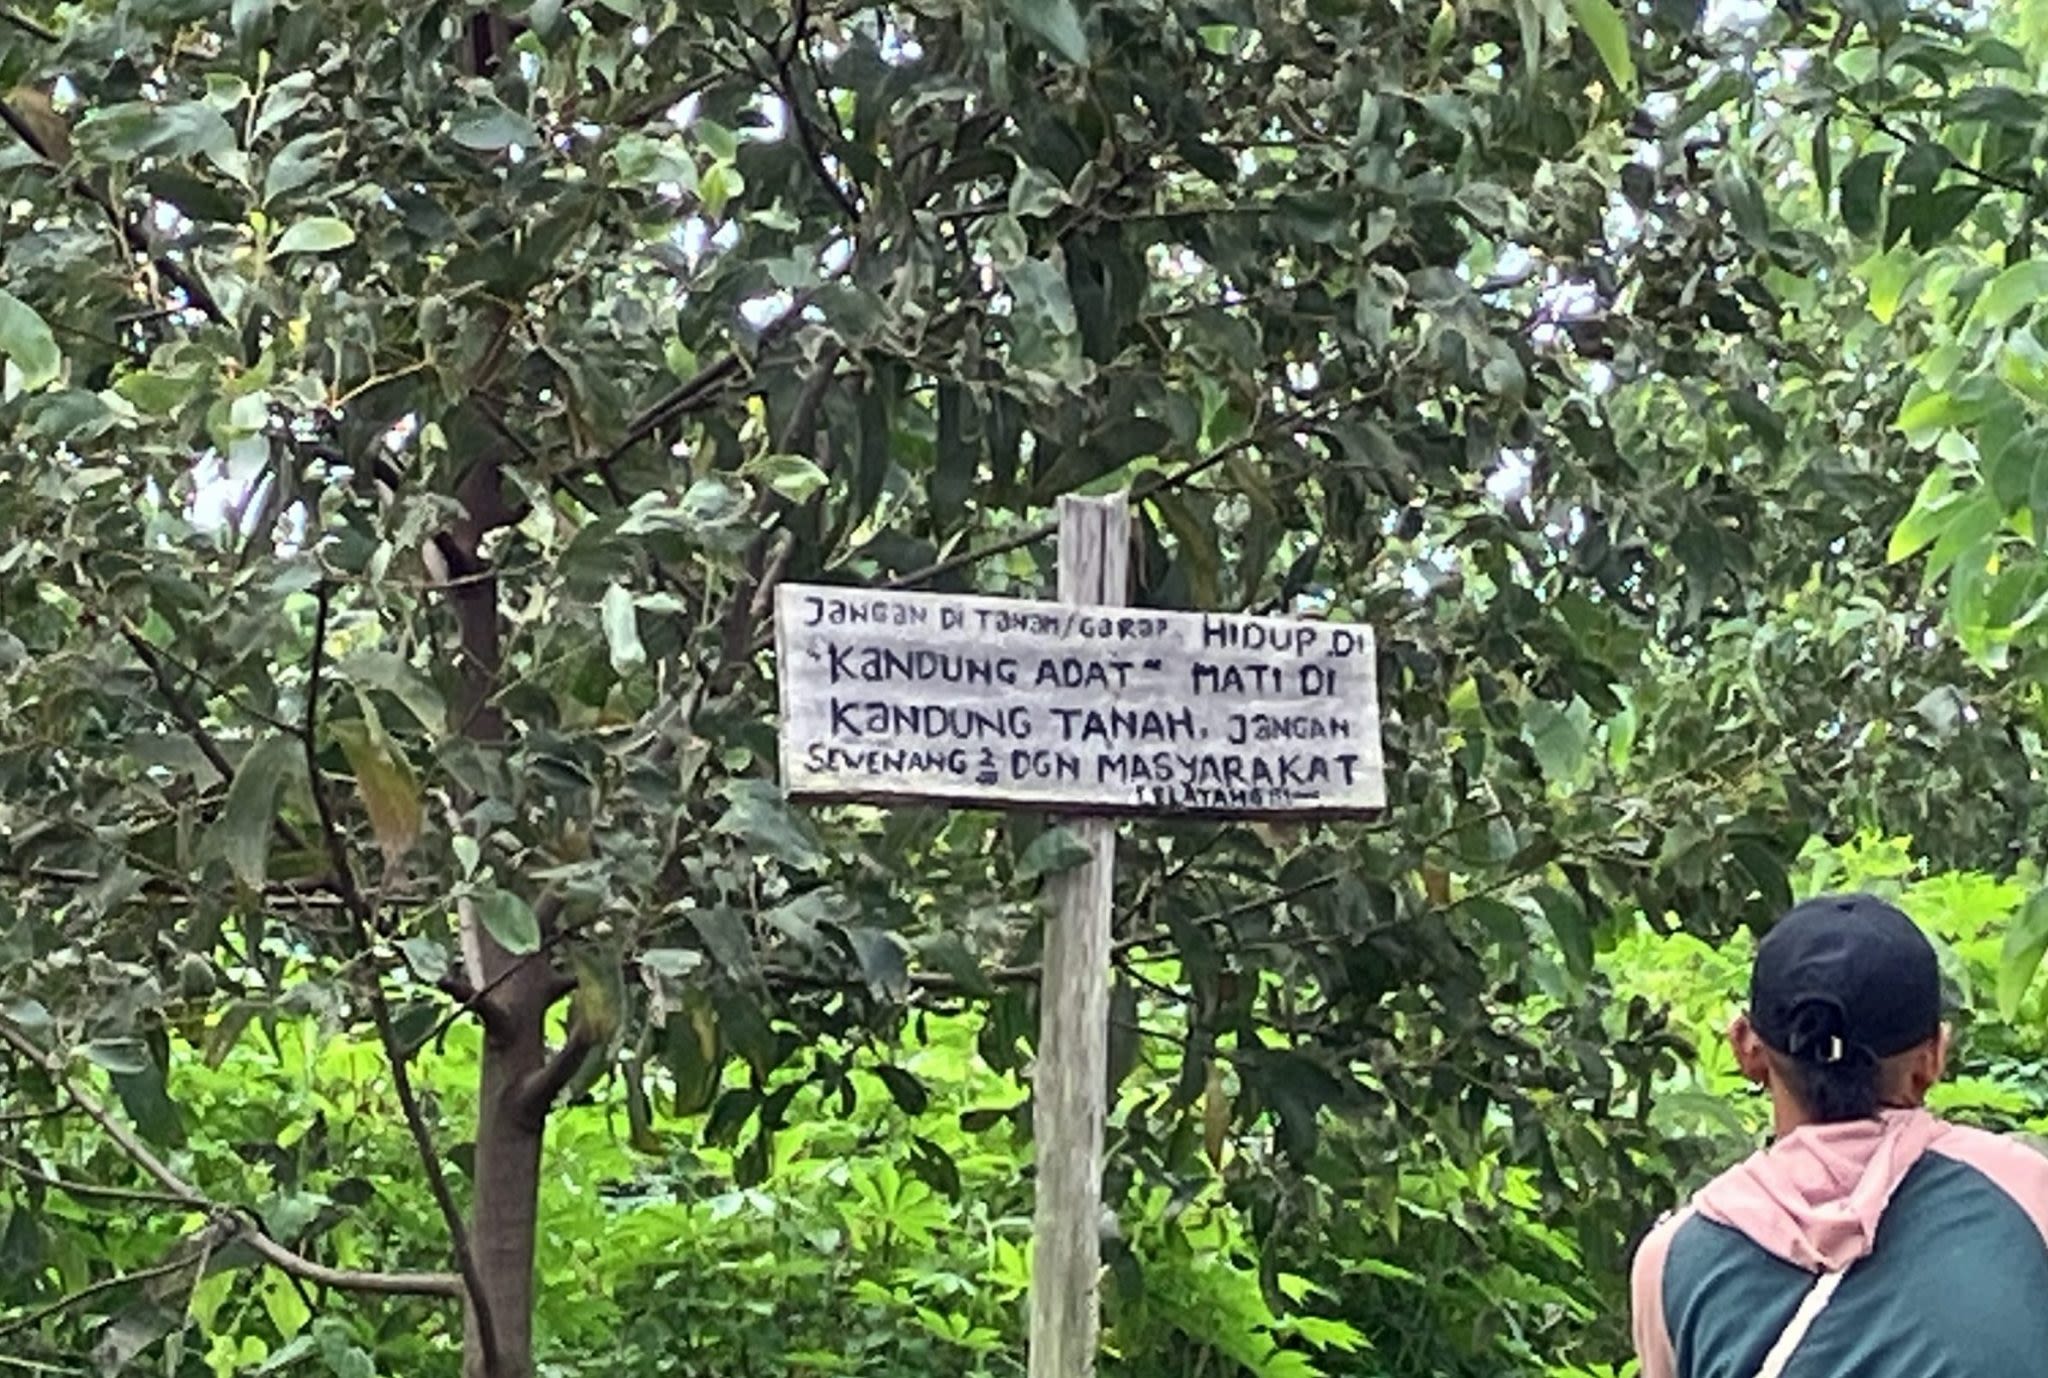 JANGAN DI TANAM/GARAP. HIDUP DI
"KANDUNG ADAT" MATI DI
KANDUNG TANAH. JANGAN
SEWENANG 2 DGN MASYARAKAT